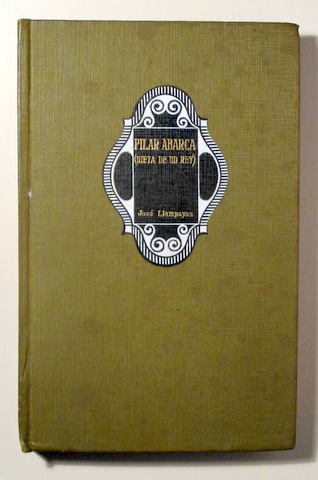 PILAR ABARCA
(NIETA DE UN REY)
José Llampayas